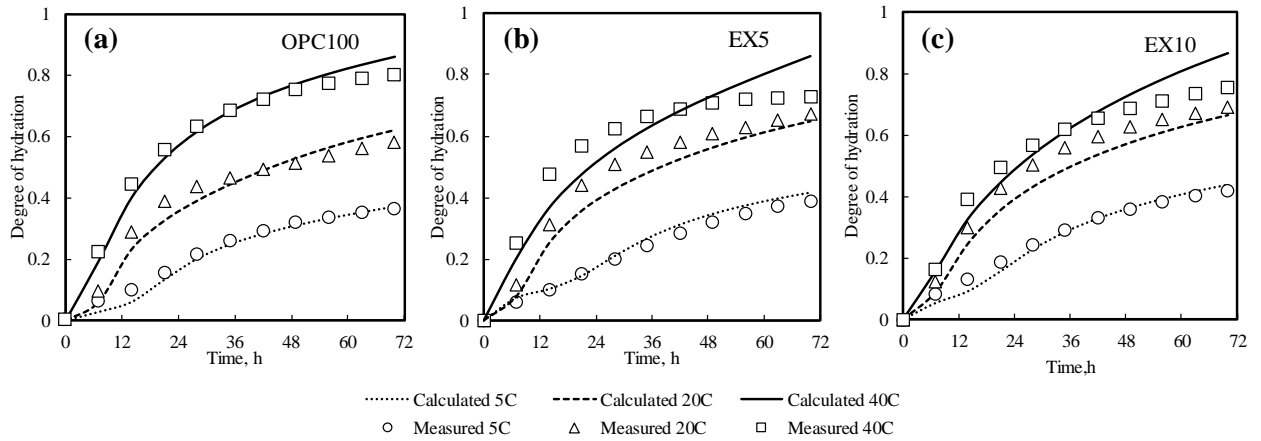 (a)
OPC100
Degree of hydration
1
0.8
0.6
0.4
0.2
0
0 12 24 36 48 60 72
Time, h
(b)
EX5
Degree of hydration
1
0.8
0.6
0.4
0.2
0
0 12 24 36 48 60 72
Time, h
(c)
EX10
Degree of hydration
1
0.8
0.6
0.4
0.2
0
0 12 24 36 48 60 72
Time,h
Calculated 5C Calculated 20C Calculated 40C
Measured 5C Measured 20C Measured 40C